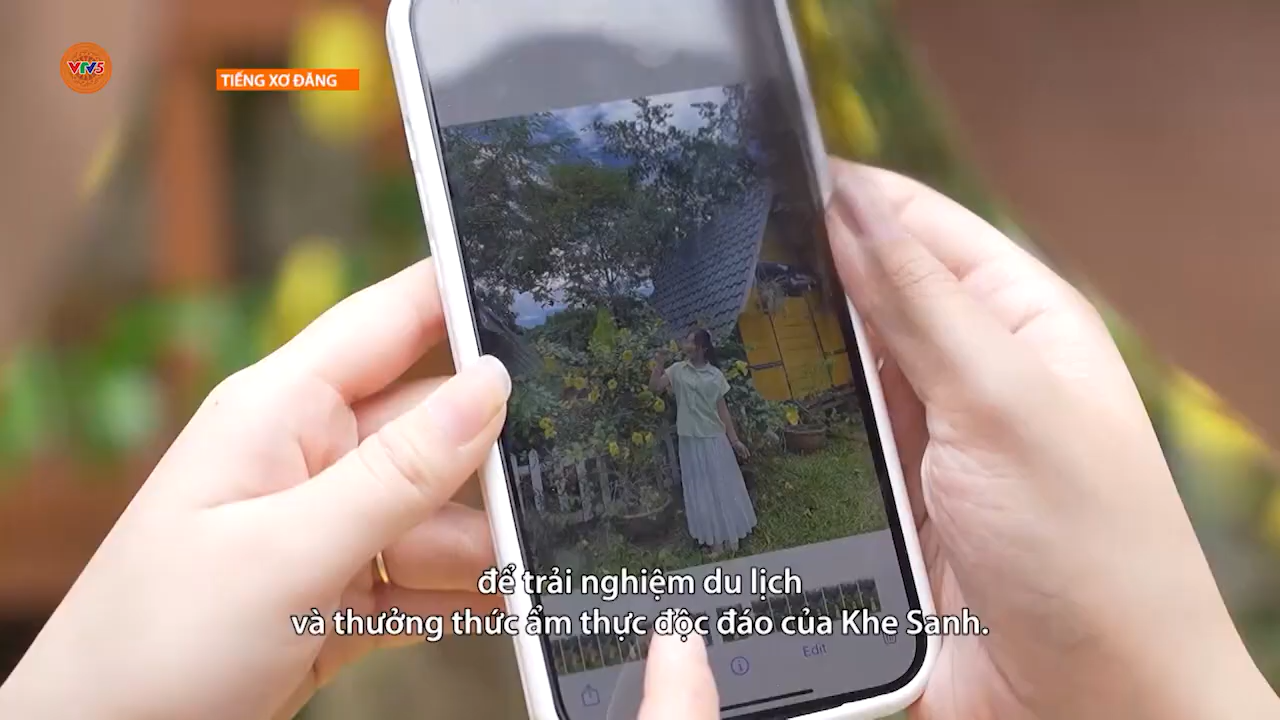 VTV5
TIẾNG XƠ ĐĂNG
để trải nghiệm du lịch
và thưởng thức ẩm thực độc đáo của Khe Sanh.
Edit